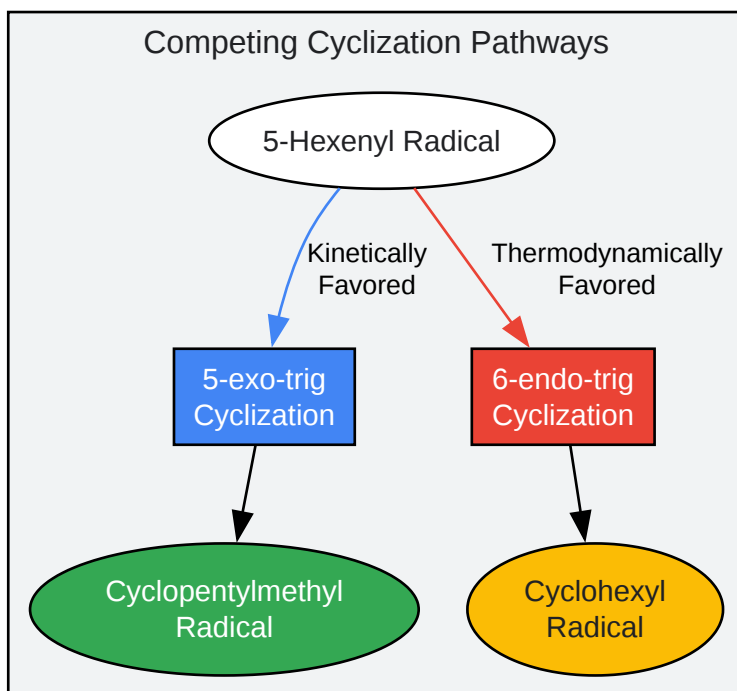 Competing Cyclization Pathways
5-Hexenyl Radical
Kinetically
Favored
Thermodynamically
Favored
5-exo-trig
Cyclization
6-endo-trig
Cyclization
Cyclopentylmethyl
Radical
Cyclohexyl
Radical